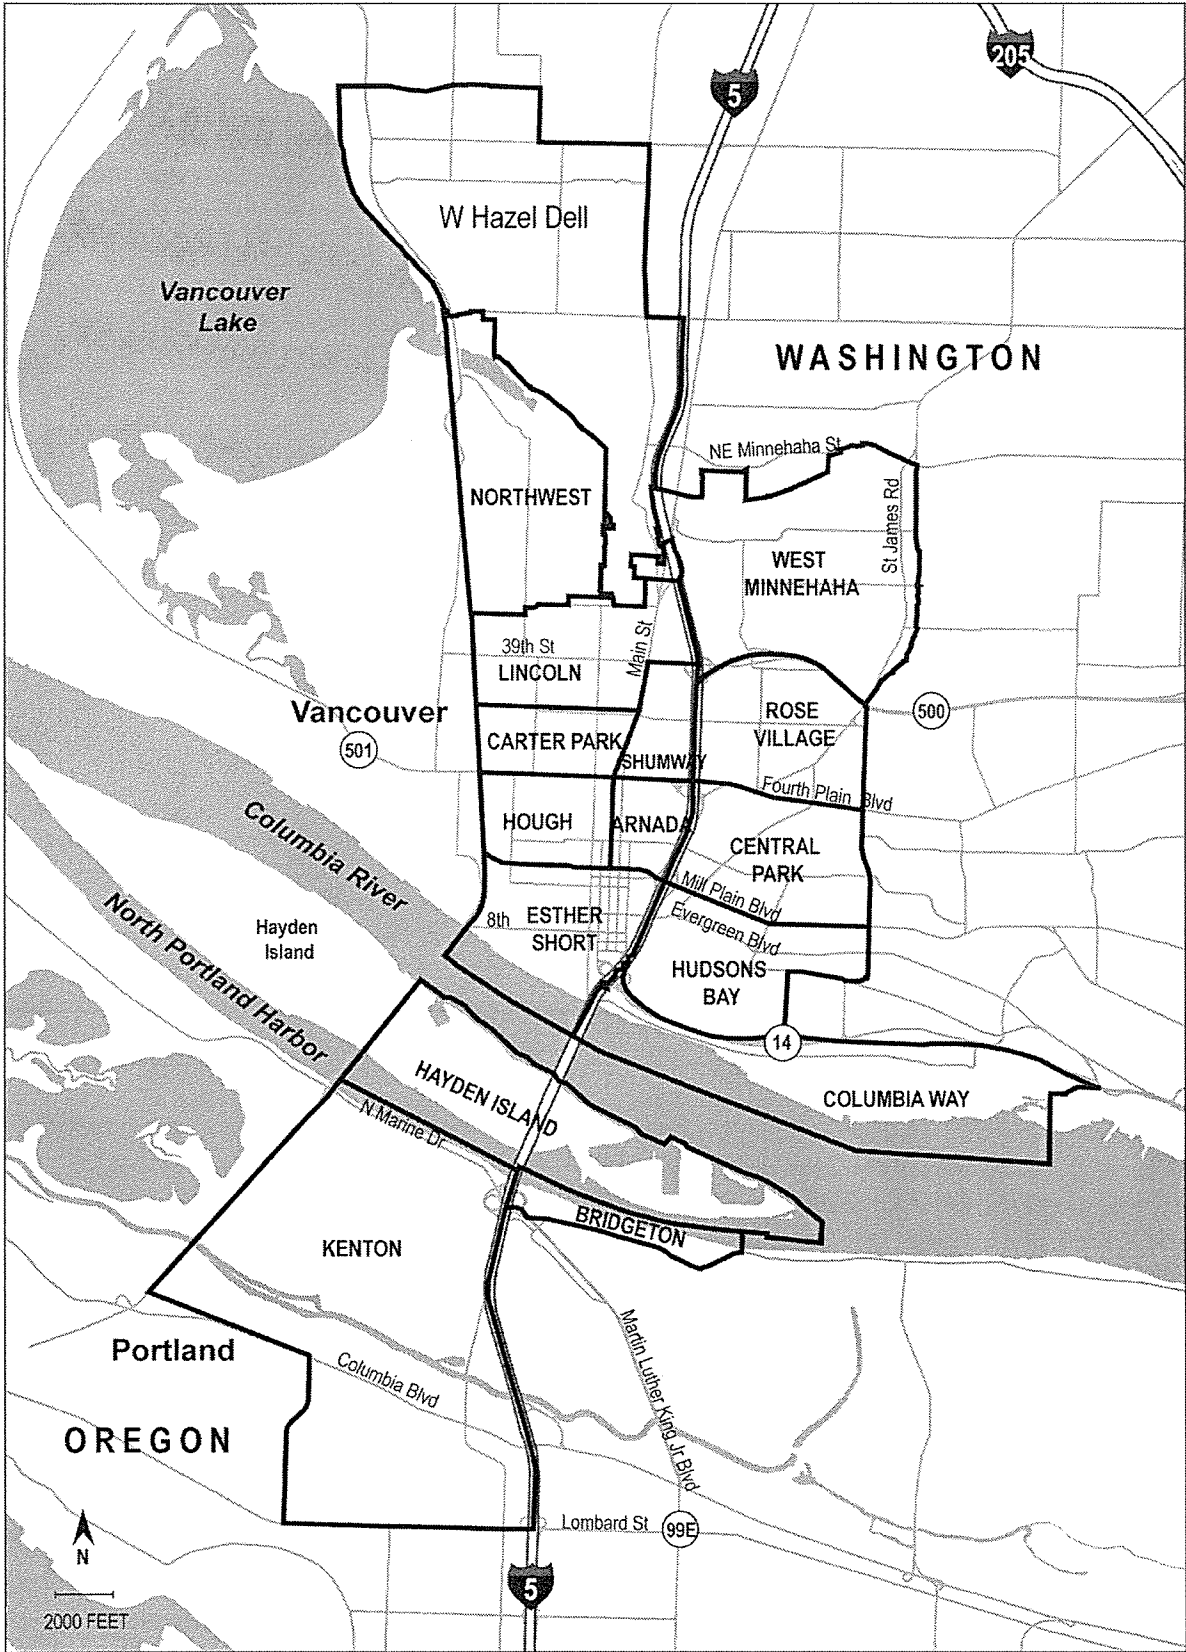 205
5
W Hazel Dell
Vancouver
Lake
WASHINGTON
NE Minnehaha St
NORTHWEST
St James Rd
WEST
MINNEHAHA
Main St
39th St
LINCOLN
Vancouver
501
500
ROSE
VILLAGE
CARTER PARK
SHUMWAY
Fourth Plain Blvd
Columbia River
HOUGH
ARNADA
CENTRAL
PARK
Mill Plain Blvd
North Portland Harbor
Hayden
Island
8th
ESTHER
SHORT
Evergreen Blvd
HUDSONS
BAY
14
HAYDEN ISLAND
COLUMBIA WAY
N Marine Dr
BRIDGETON
KENTON
Portland
Martin Luther King Jr Blvd
Columbia Blvd
OREGON
Lombard St
99E
N
5
2000 FEET